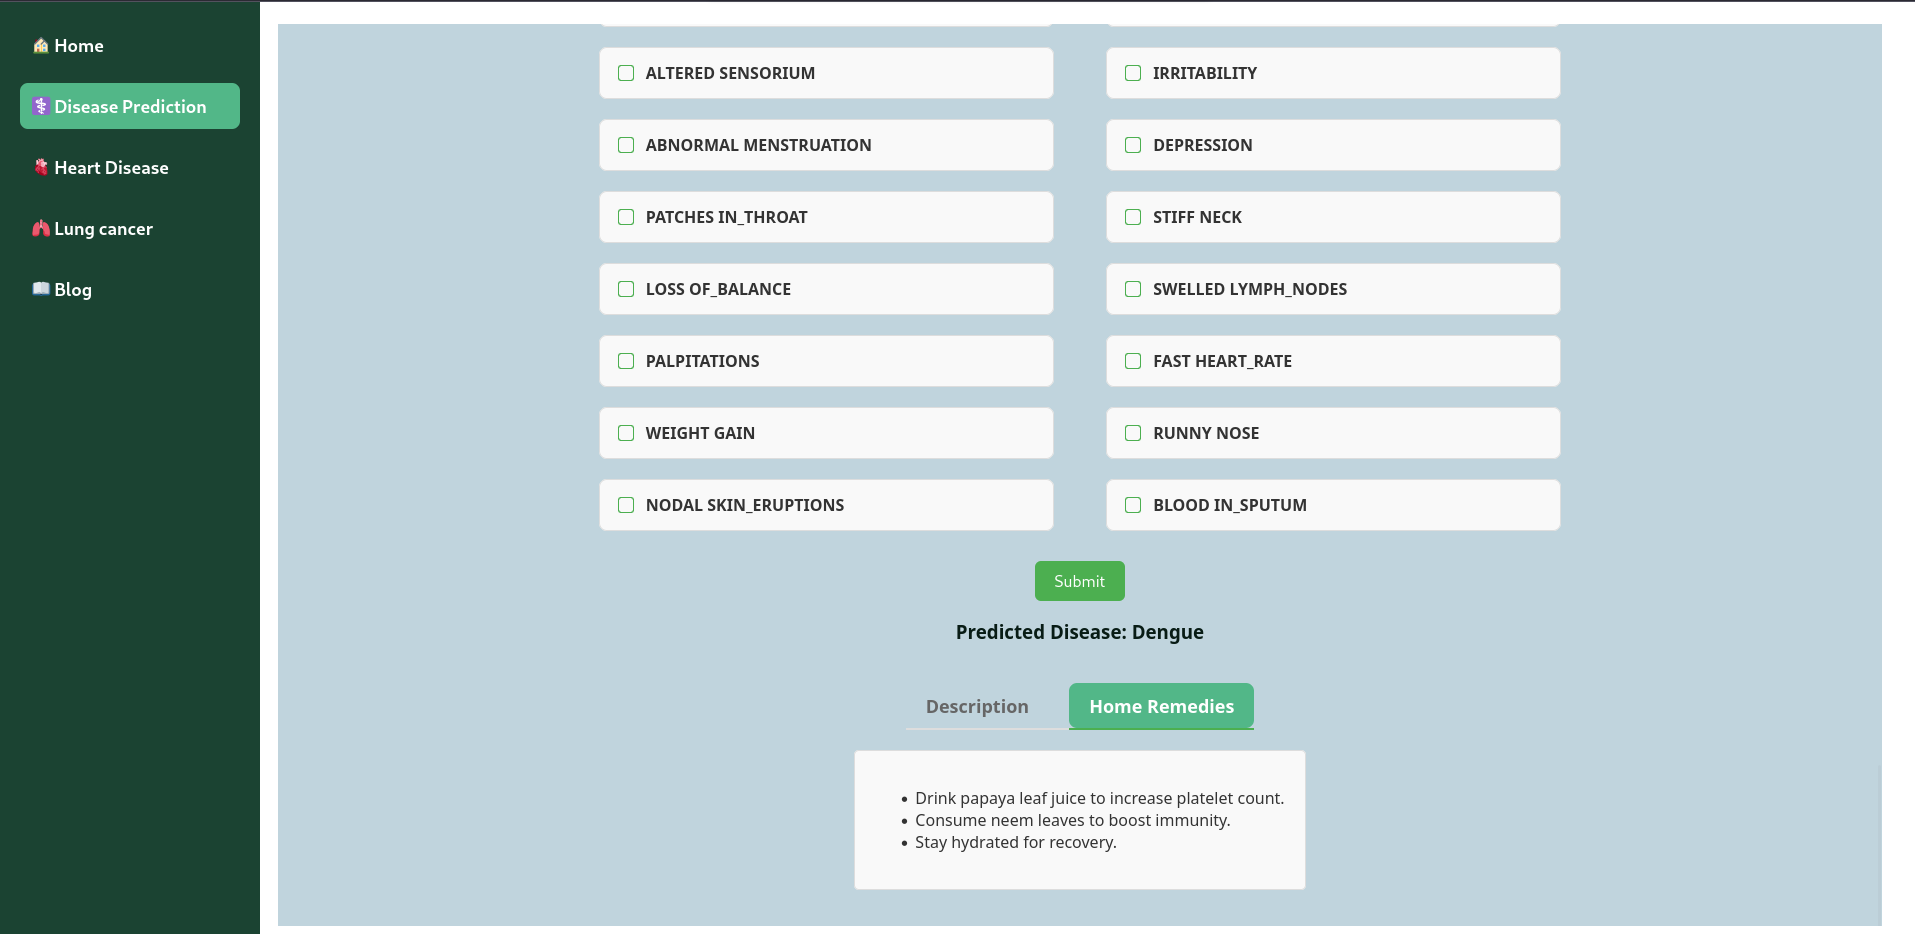 Home
Disease Prediction
Heart Disease
Lung cancer
Blog
ALTERED SENSORIUM
IRRITABILITY
ABNORMAL MENSTRUATION
DEPRESSION
PATCHES IN_THROAT
STIFF NECK
LOSS OF_BALANCE
SWELLED LYMPH_NODES
PALPITATIONS
FAST HEART_RATE
WEIGHT GAIN
RUNNY NOSE
NODAL SKIN_ERUPTIONS
BLOOD IN_SPUTUM
Submit
Predicted Disease: Dengue
Description
Home Remedies
• Drink papaya leaf juice to increase platelet count.
• Consume neem leaves to boost immunity.
• Stay hydrated for recovery.